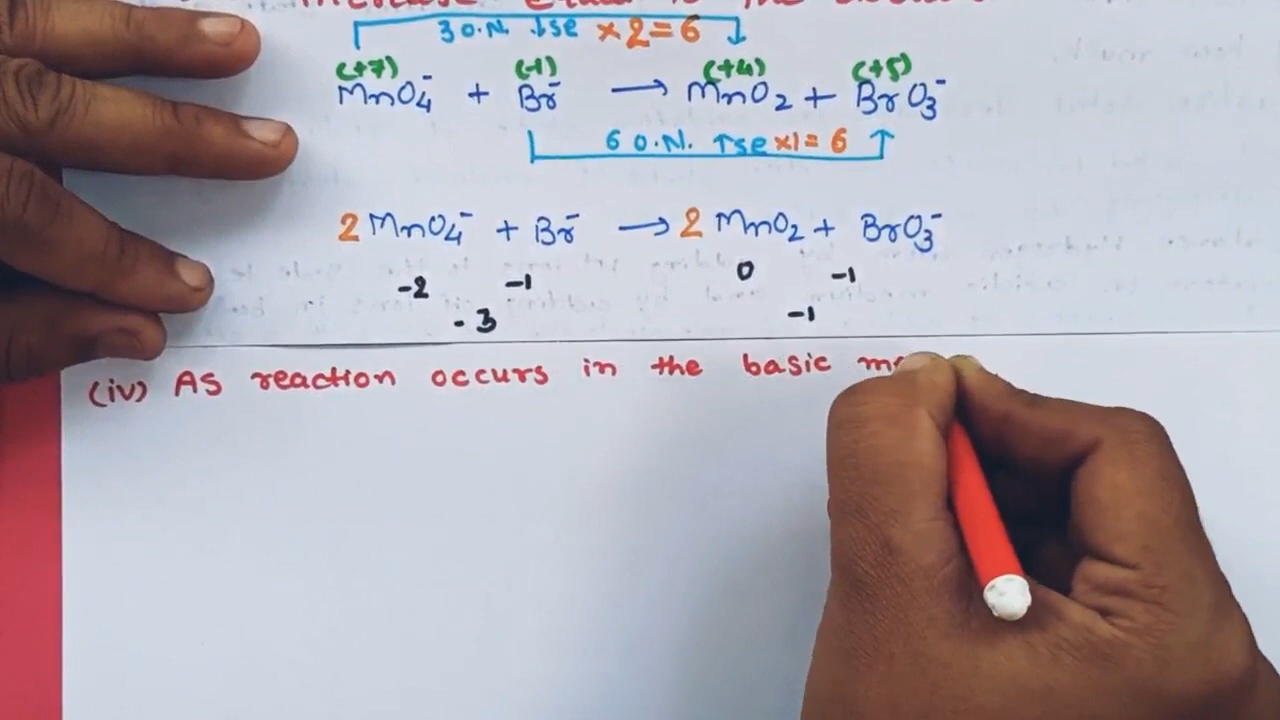 3 O.N. ↓se ×2=6
(+7) (-1) (+4) (+5)
MnO₄⁻ + Br⁻ → MnO₂ + BrO₃⁻
6 O.N. ↑se ×1=6
2 MnO₄⁻ + Br⁻ → 2 MnO₂ + BrO₃⁻
-2 -1 0 -1
-3 -1
(iv) As reaction occurs in the basic